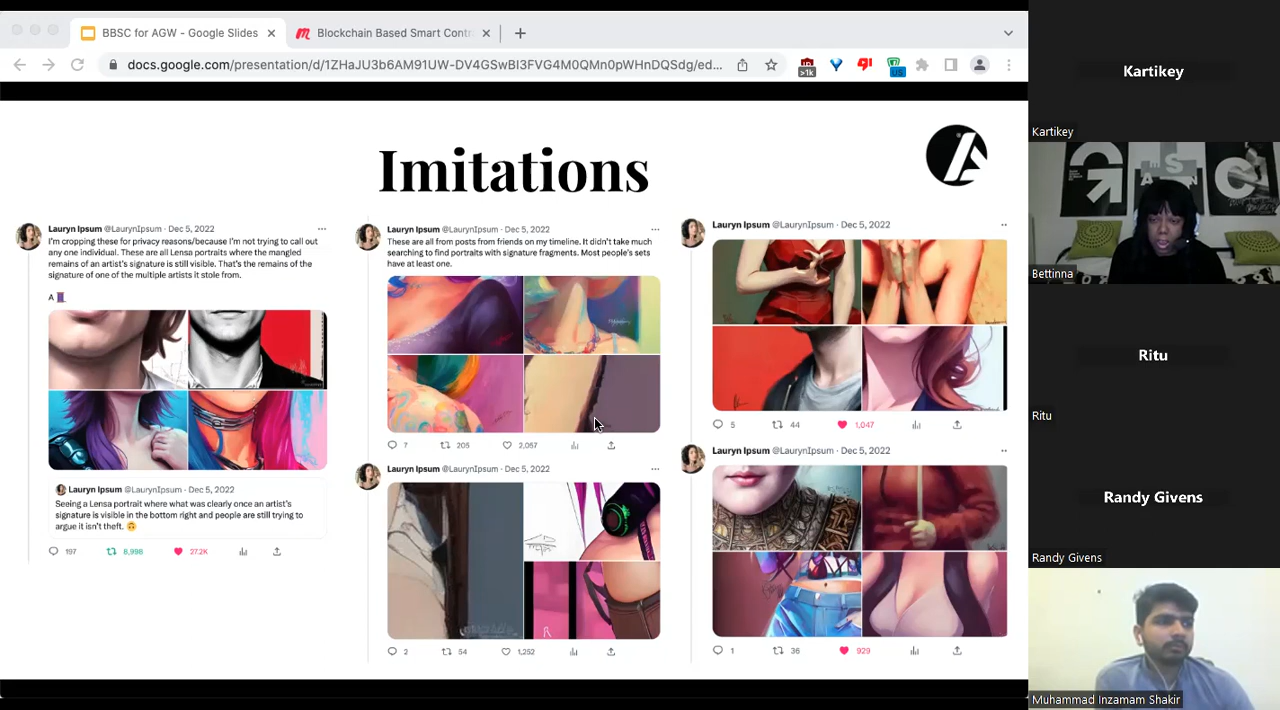 BBSC for AGW - Google Slides
Blockchain Based Smart Contr
docs.google.com/presentation/d/1ZHaJU3b6AM91UW-DV4GSwBI3FVG4M0QMn0pWHnDQSdg/ed...
>1k
US
Imitations
Lauryn Ipsum @LaurynIpsum · Dec 5, 2022
I'm cropping these for privacy reasons/because I'm not trying to call out
any one individual. These are all Lensa portraits where the mangled
remains of an artist's signature is still visible. That's the remains of the
signature of one of the multiple artists it stole from.
A
Lauryn Ipsum @LaurynIpsum · Dec 5, 2022
Seeing a Lensa portrait where what was clearly once an artist's
signature is visible in the bottom right and people are still trying to
argue it isn't theft.
197
8,998
27.2K
Lauryn Ipsum @LaurynIpsum · Dec 5, 2022
These are all from posts from friends on my timeline. It didn't take much
searching to find portraits with signature fragments. Most people's sets
have at least one.
7
205
2,057
Lauryn Ipsum @LaurynIpsum · Dec 5, 2022
2
54
1,252
Lauryn Ipsum @LaurynIpsum · Dec 5, 2022
5
44
1,047
Lauryn Ipsum @LaurynIpsum · Dec 5, 2022
1
36
929
Kartikey
Kartikey
Bettinna
Ritu
Ritu
Randy Givens
Randy Givens
Muhammad Inzamam Shakir